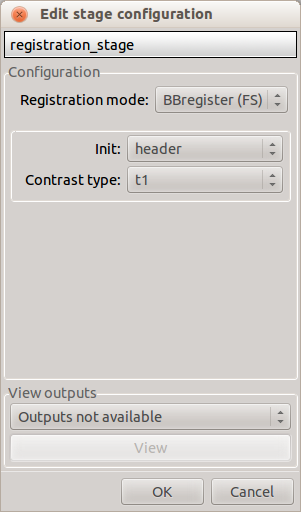 Edit stage configuration
registration_stage
Configuration
Registration mode: BBregister (FS)
Init: header
Contrast type: t1
View outputs
Outputs not available
View
OK Cancel